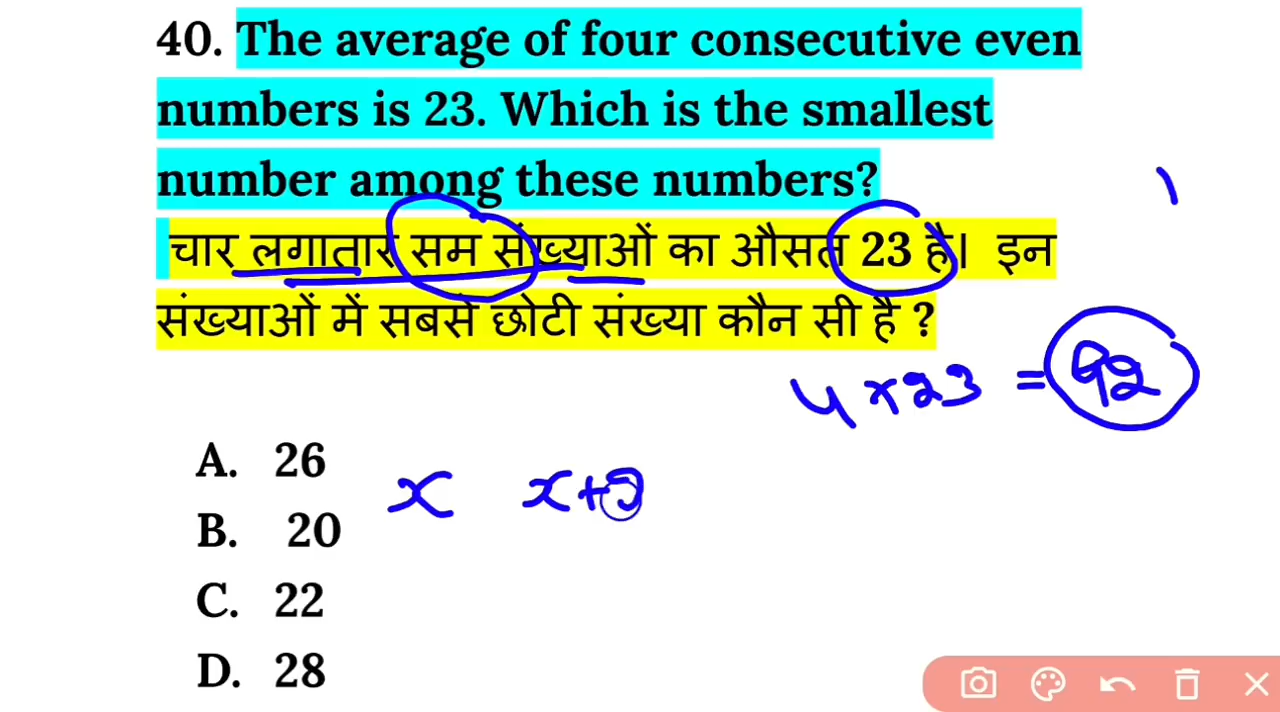 40. The average of four consecutive even
numbers is 23. Which is the smallest
number among these numbers?
चार लगातार सम संख्याओं का औसत 23 है। इन
संख्याओं में सबसे छोटी संख्या कौन सी है ?
4 × 23 = 92
A. 26
x x+2
B. 20
C. 22
D. 28